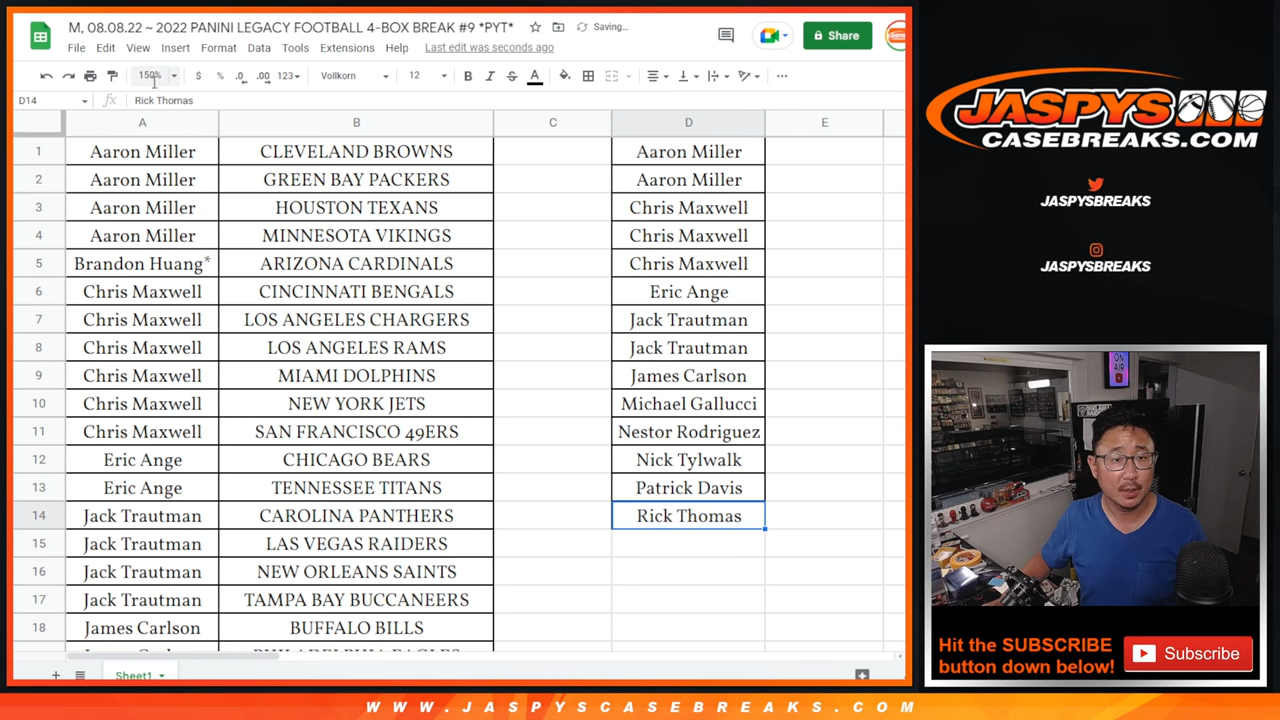 M, 08.08.22 ~ 2022 PANINI LEGACY FOOTBALL 4-BOX BREAK #9 *PYT*
Saving...
Share
File Edit View Insert Format Data Tools Extensions Help Last edit was seconds ago
150% $ % .0 .00 123 Vollkorn 12 B I S A
D14 fx Rick Thomas
A B C D E
1 Aaron Miller CLEVELAND BROWNS Aaron Miller
2 Aaron Miller GREEN BAY PACKERS Aaron Miller
3 Aaron Miller HOUSTON TEXANS Chris Maxwell
4 Aaron Miller MINNESOTA VIKINGS Chris Maxwell
5 Brandon Huang* ARIZONA CARDINALS Chris Maxwell
6 Chris Maxwell CINCINNATI BENGALS Eric Ange
7 Chris Maxwell LOS ANGELES CHARGERS Jack Trautman
8 Chris Maxwell LOS ANGELES RAMS Jack Trautman
9 Chris Maxwell MIAMI DOLPHINS James Carlson
10 Chris Maxwell NEW YORK JETS Michael Gallucci
11 Chris Maxwell SAN FRANCISCO 49ERS Nestor Rodriguez
12 Eric Ange CHICAGO BEARS Nick Tylwalk
13 Eric Ange TENNESSEE TITANS Patrick Davis
14 Jack Trautman CAROLINA PANTHERS Rick Thomas
15 Jack Trautman LAS VEGAS RAIDERS
16 Jack Trautman NEW ORLEANS SAINTS
17 Jack Trautman TAMPA BAY BUCCANEERS
18 James Carlson BUFFALO BILLS
Sheet1
JASPYS
CASEBREAKS.COM
JASPYSBREAKS
JASPYSBREAKS
ON AIR
Hit the SUBSCRIBE
button down below!
Subscribe
WWW.JASPYSCASEBREAKS.COM